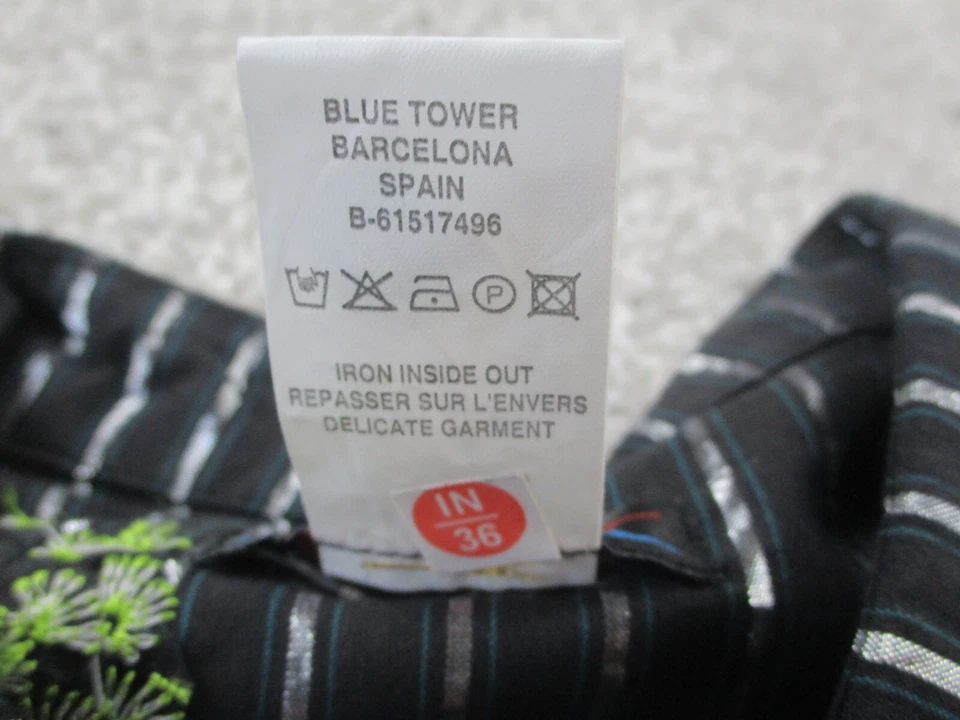 BLUE TOWER
BARCELONA
SPAIN
B-61517496
P
IRON INSIDE OUT
REPASSER SUR L'ENVERS
DELICATE GARMENT
IN
36